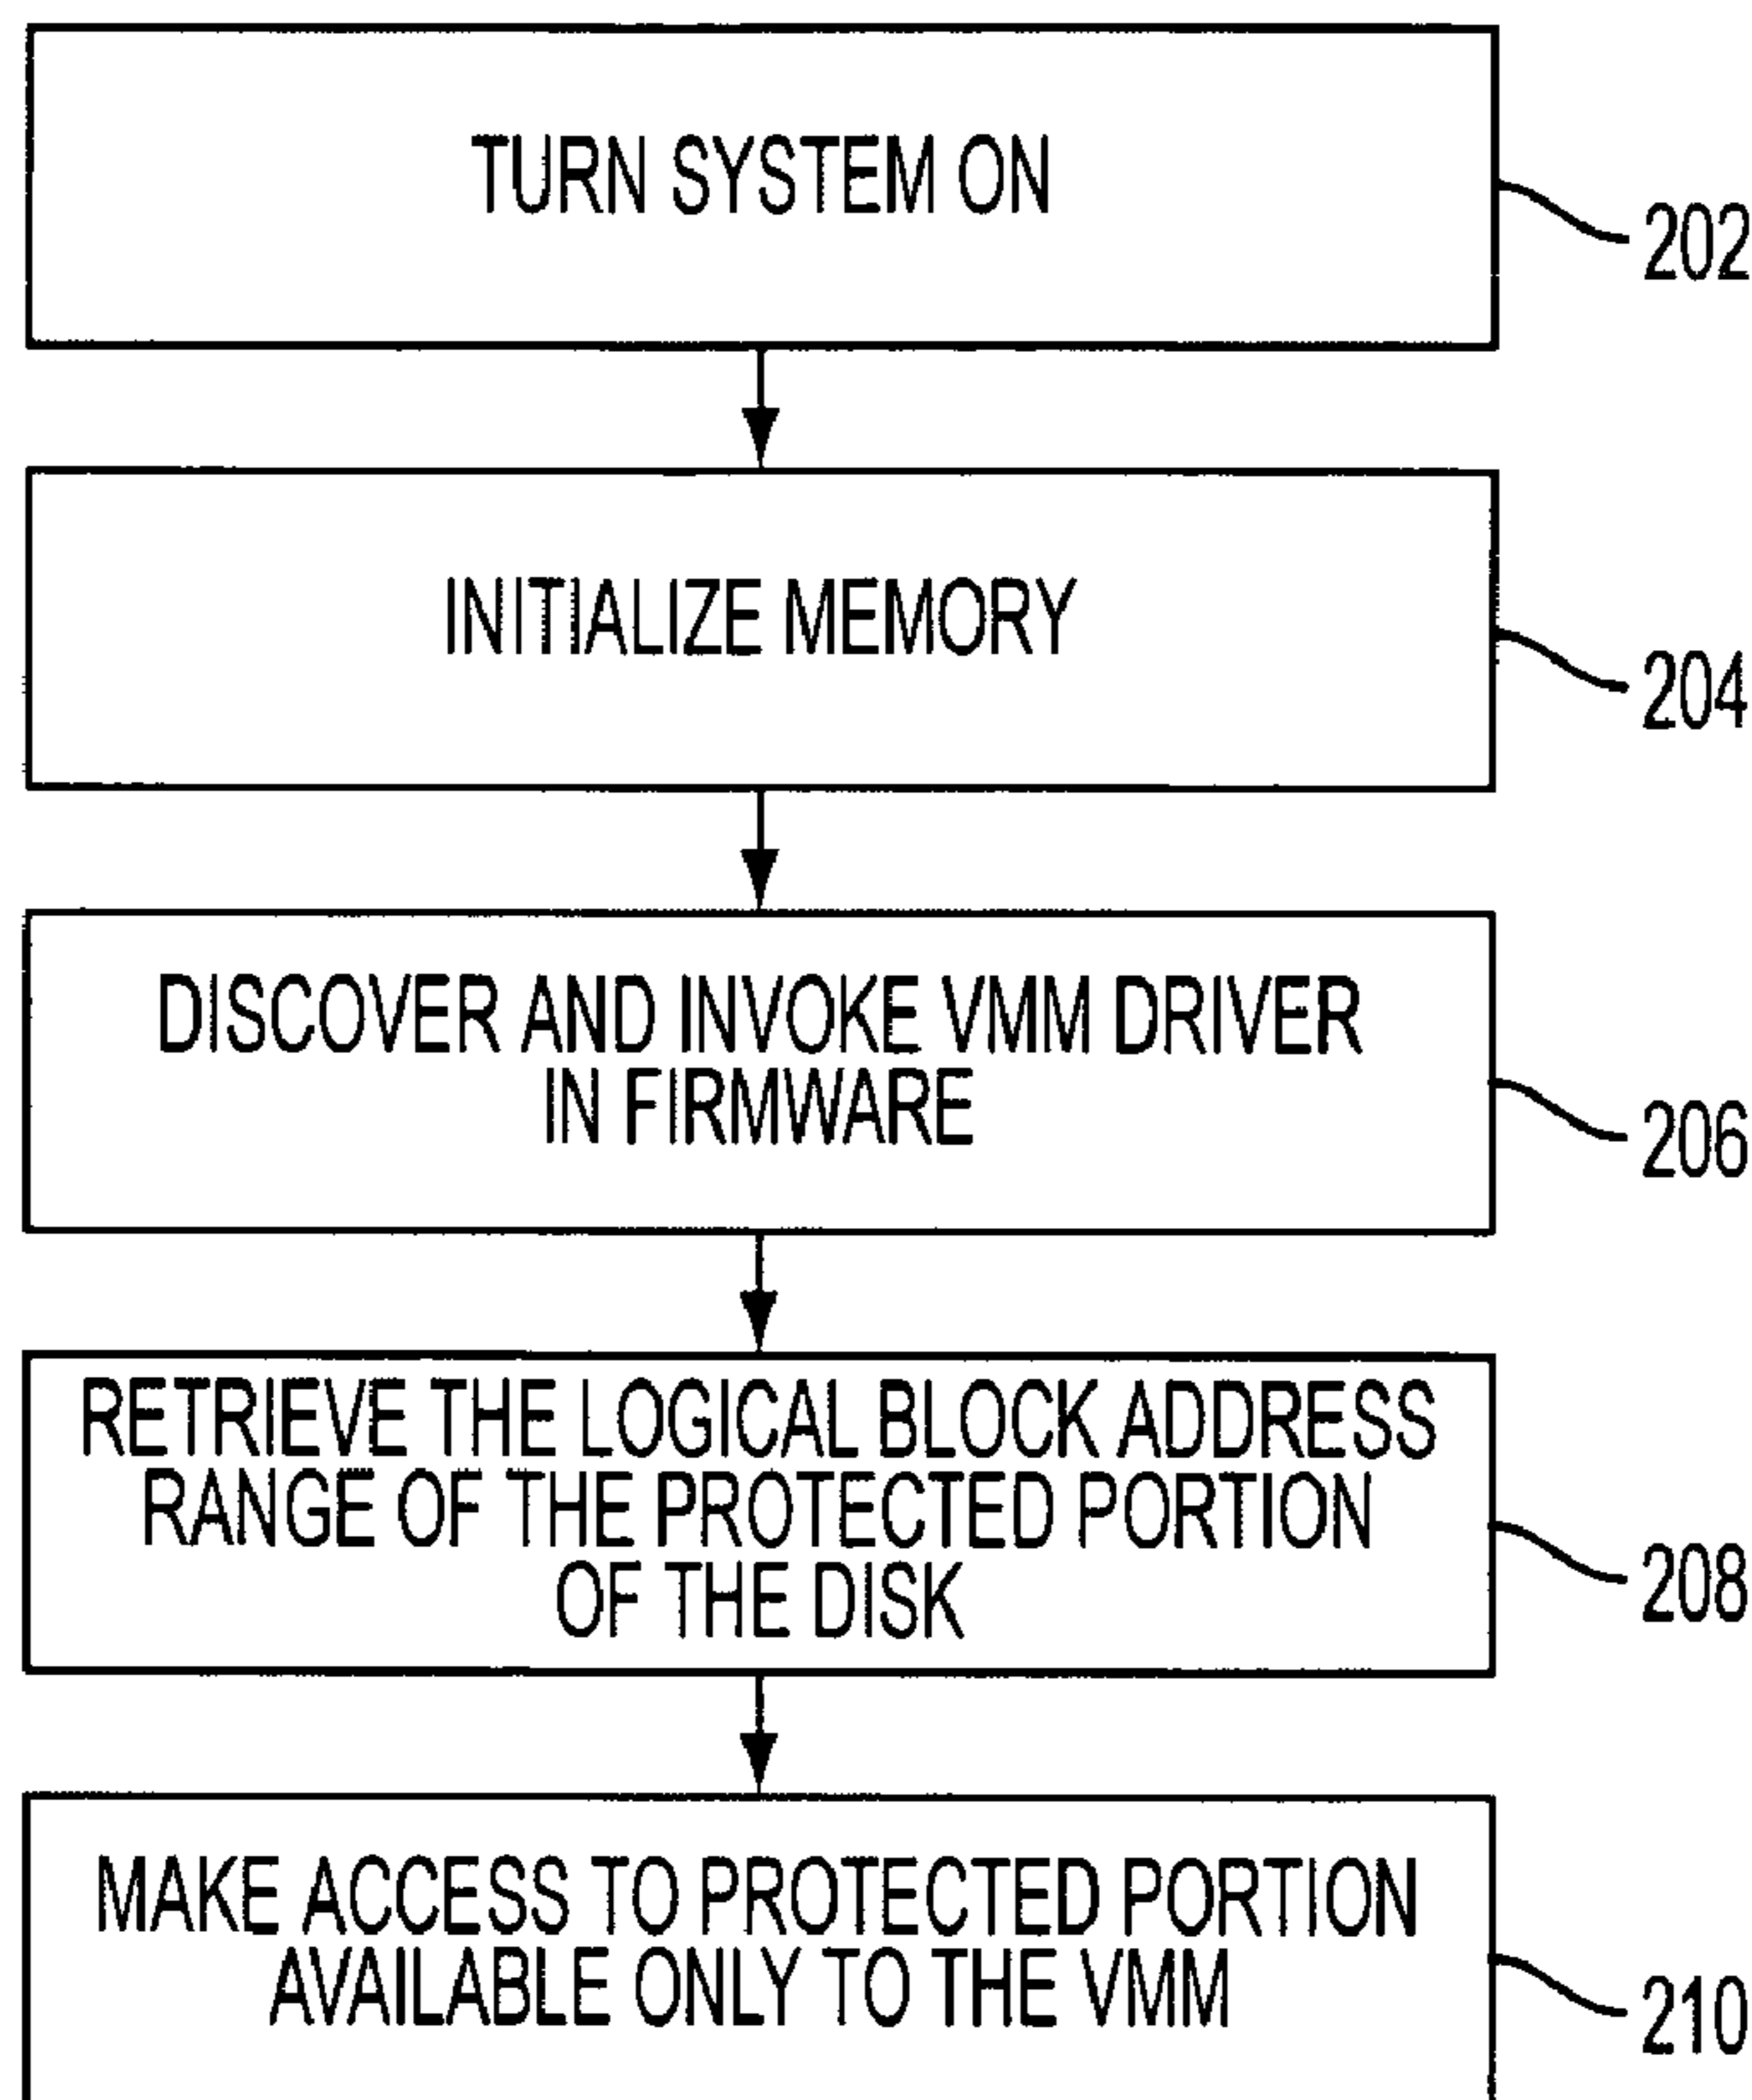 TURN SYSTEM ON
202
INITIALIZE MEMORY
204
DISCOVER AND INVOKE VMM DRIVER
IN FIRMWARE
206
RETRIEVE THE LOGICAL BLOCK ADDRESS
RANGE OF THE PROTECTED PORTION
OF THE DISK
208
MAKE ACCESS TO PROTECTED PORTION
AVAILABLE ONLY TO THE VMM
210